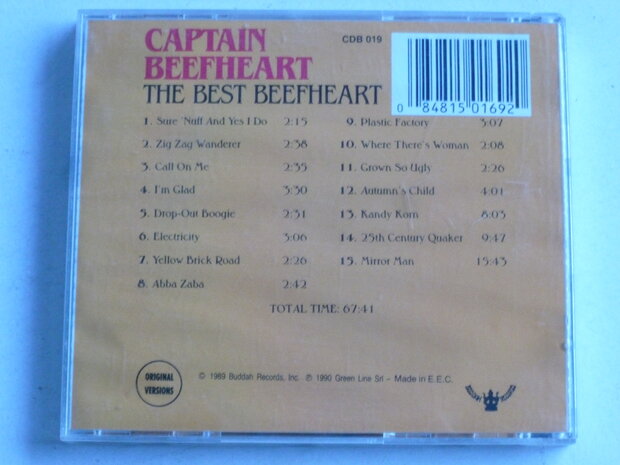 CAPTAIN
BEEFHEART
THE BEST BEEFHEART
CDB 019
0 84815 01692
1. Sure 'Nuff And Yes I Do 2:15
2. Zig Zag Wanderer 2:38
3. Call On Me 2:35
4. I'm Glad 3:30
5. Drop-Out Boogie 2:31
6. Electricity 3:06
7. Yellow Brick Road 2:26
8. Abba Zaba 2:42
9. Plastic Factory 3:07
10. Where There's Woman 2:08
11. Grown So Ugly 2:26
12. Autumn's Child 4:01
13. Kandy Korn 8:03
14. 25th Century Quaker 9:47
15. Mirror Man 15:43
TOTAL TIME: 67:41
ORIGINAL
VERSIONS
© 1989 Buddah Records, Inc. ℗ 1990 Green Line Srl - Made in E.E.C.
BUDDAH RECORDS